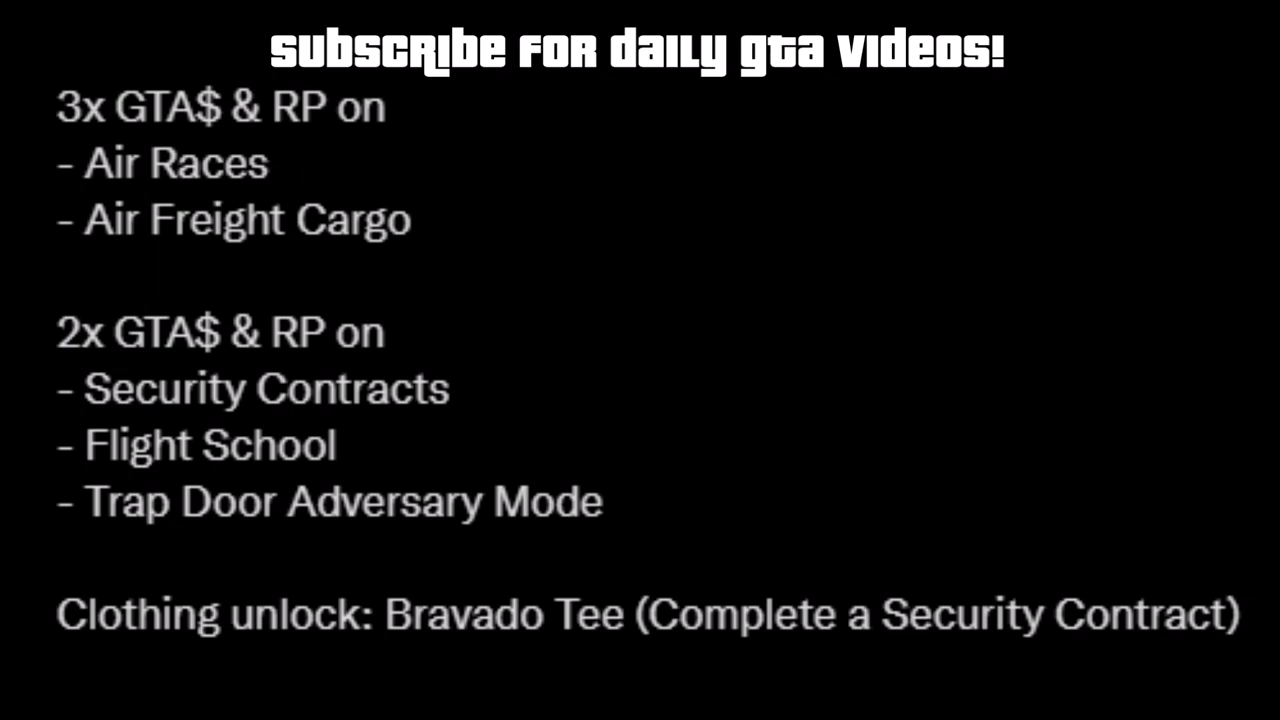 SUBSCRIBE FOR DAILY GTA VIDEOS!
3x GTA$ & RP on
- Air Races
- Air Freight Cargo
2x GTA$ & RP on
- Security Contracts
- Flight School
- Trap Door Adversary Mode
Clothing unlock: Bravado Tee (Complete a Security Contract)